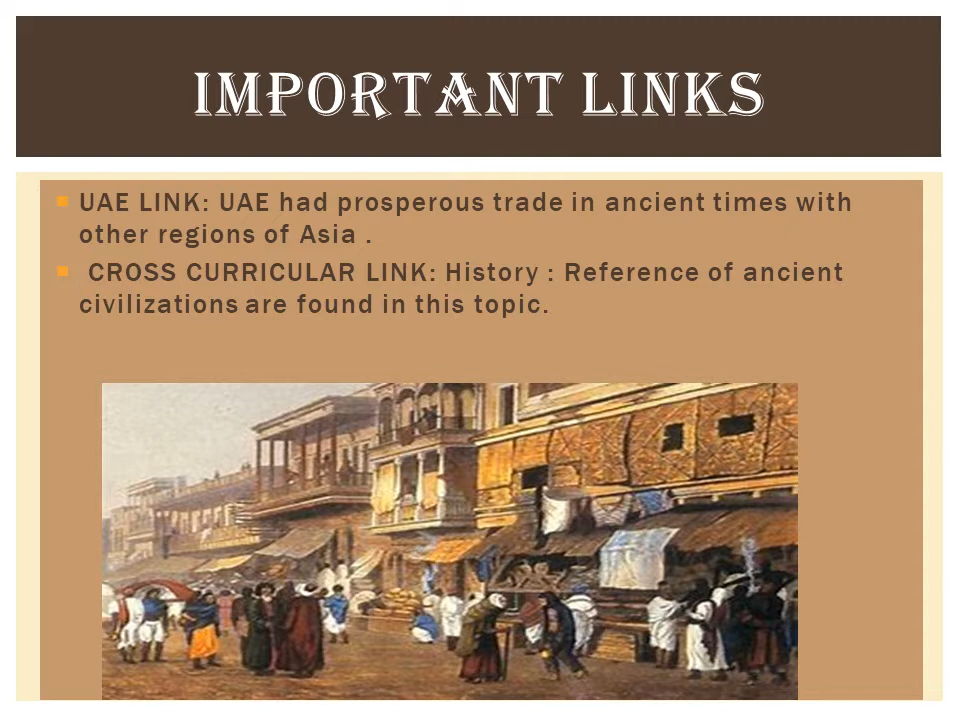 IMPORTANT LINKS
UAE LINK: UAE had prosperous trade in ancient times with
other regions of Asia .
CROSS CURRICULAR LINK: History : Reference of ancient
civilizations are found in this topic.